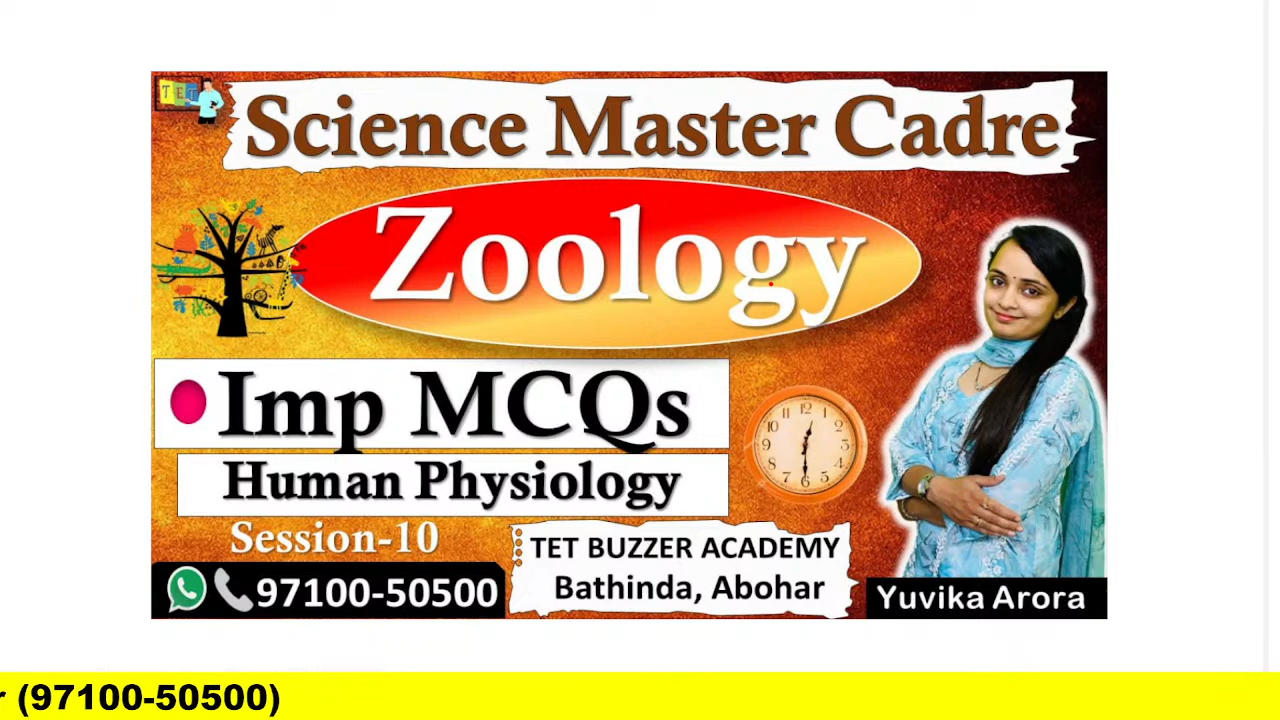 TET
Science Master Cadre
Zoology
Imp MCQs
Human Physiology
Session-10
97100-50500
TET BUZZER ACADEMY
Bathinda, Abohar
Yuvika Arora
r (97100-50500)